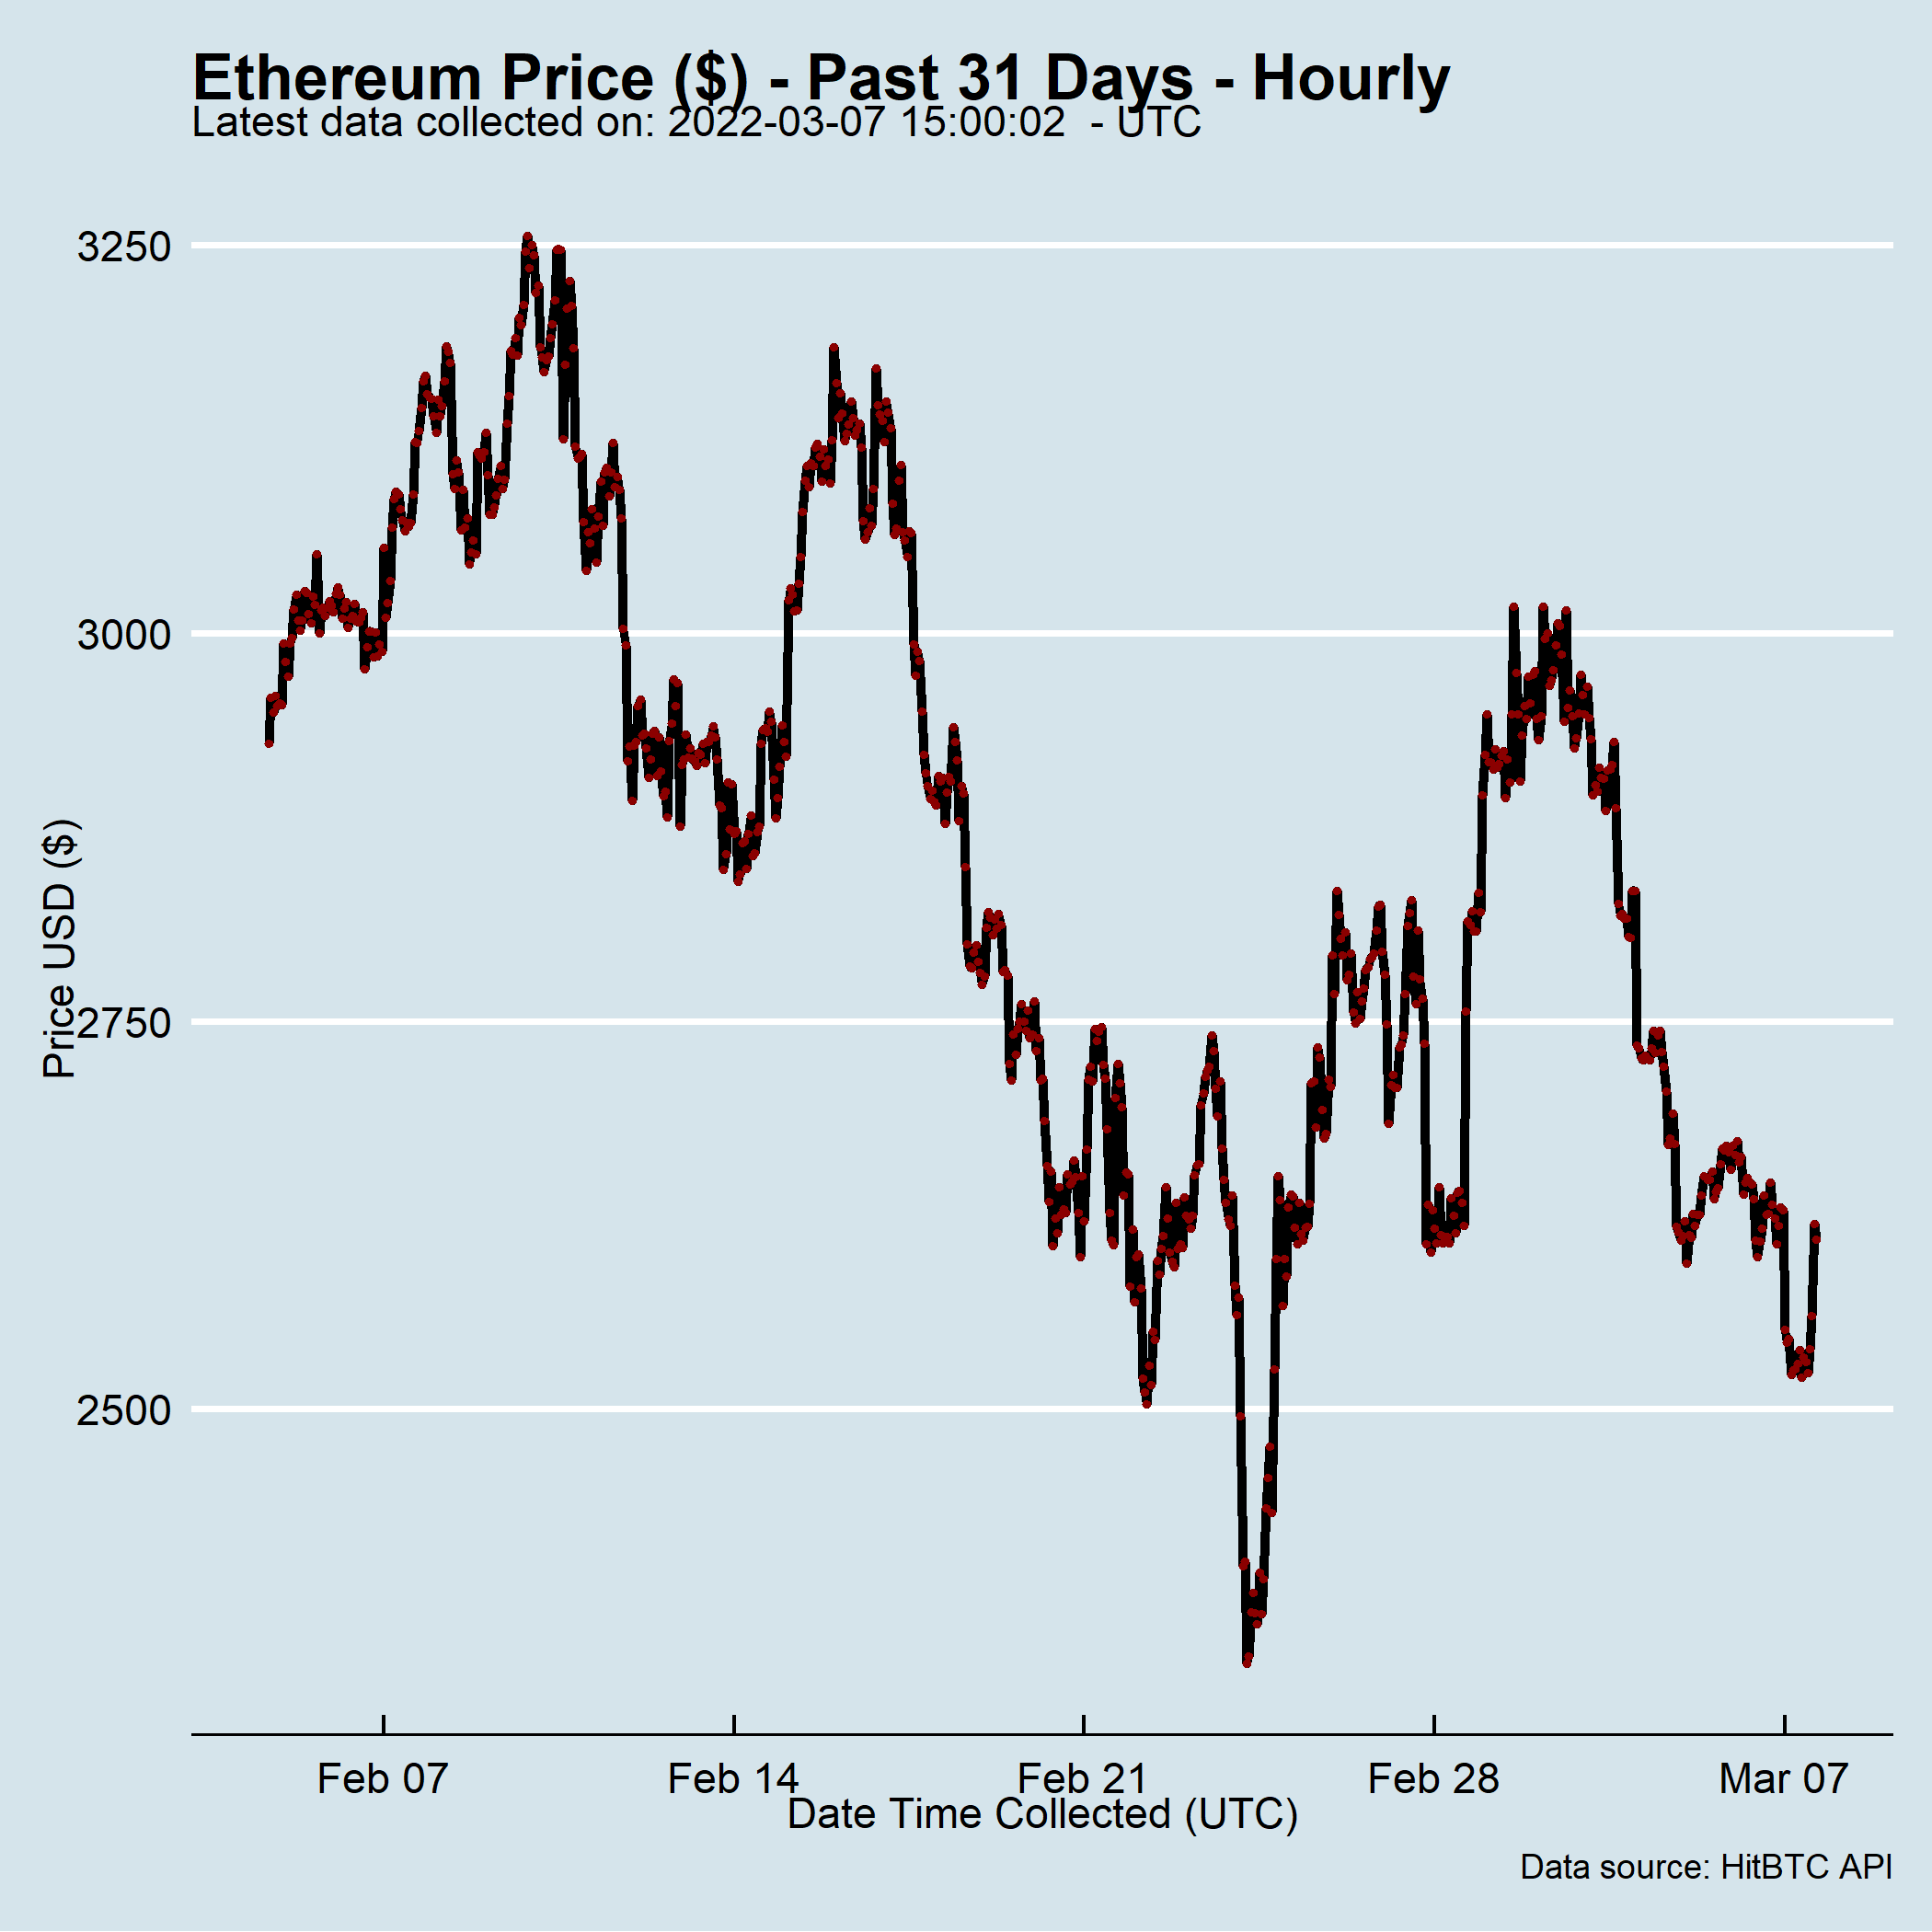 Ethereum Price ($) - Past 31 Days - Hourly
Latest data collected on: 2022-03-07 15:00:02  - UTC
3250
3000
2750
2500
Price USD ($)
Feb 07
Feb 14
Feb 21
Feb 28
Mar 07
Date Time Collected (UTC)
Data source: HitBTC API